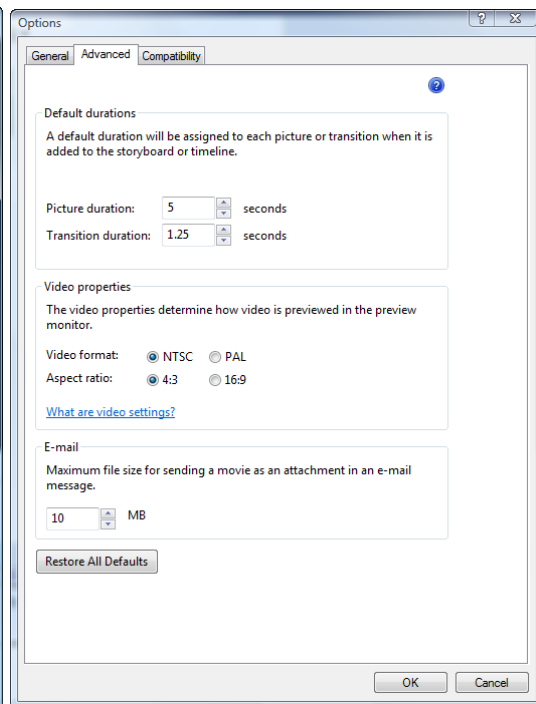 Options
General Advanced Compatibility
Default durations
A default duration will be assigned to each picture or transition when it is
added to the storyboard or timeline.
Picture duration: 5 seconds
Transition duration: 1.25 seconds
Video properties
The video properties determine how video is previewed in the preview
monitor.
Video format: NTSC PAL
Aspect ratio: 4:3 16:9
What are video settings?
E-mail
Maximum file size for sending a movie as an attachment in an e-mail
message.
10 MB
Restore All Defaults
OK Cancel